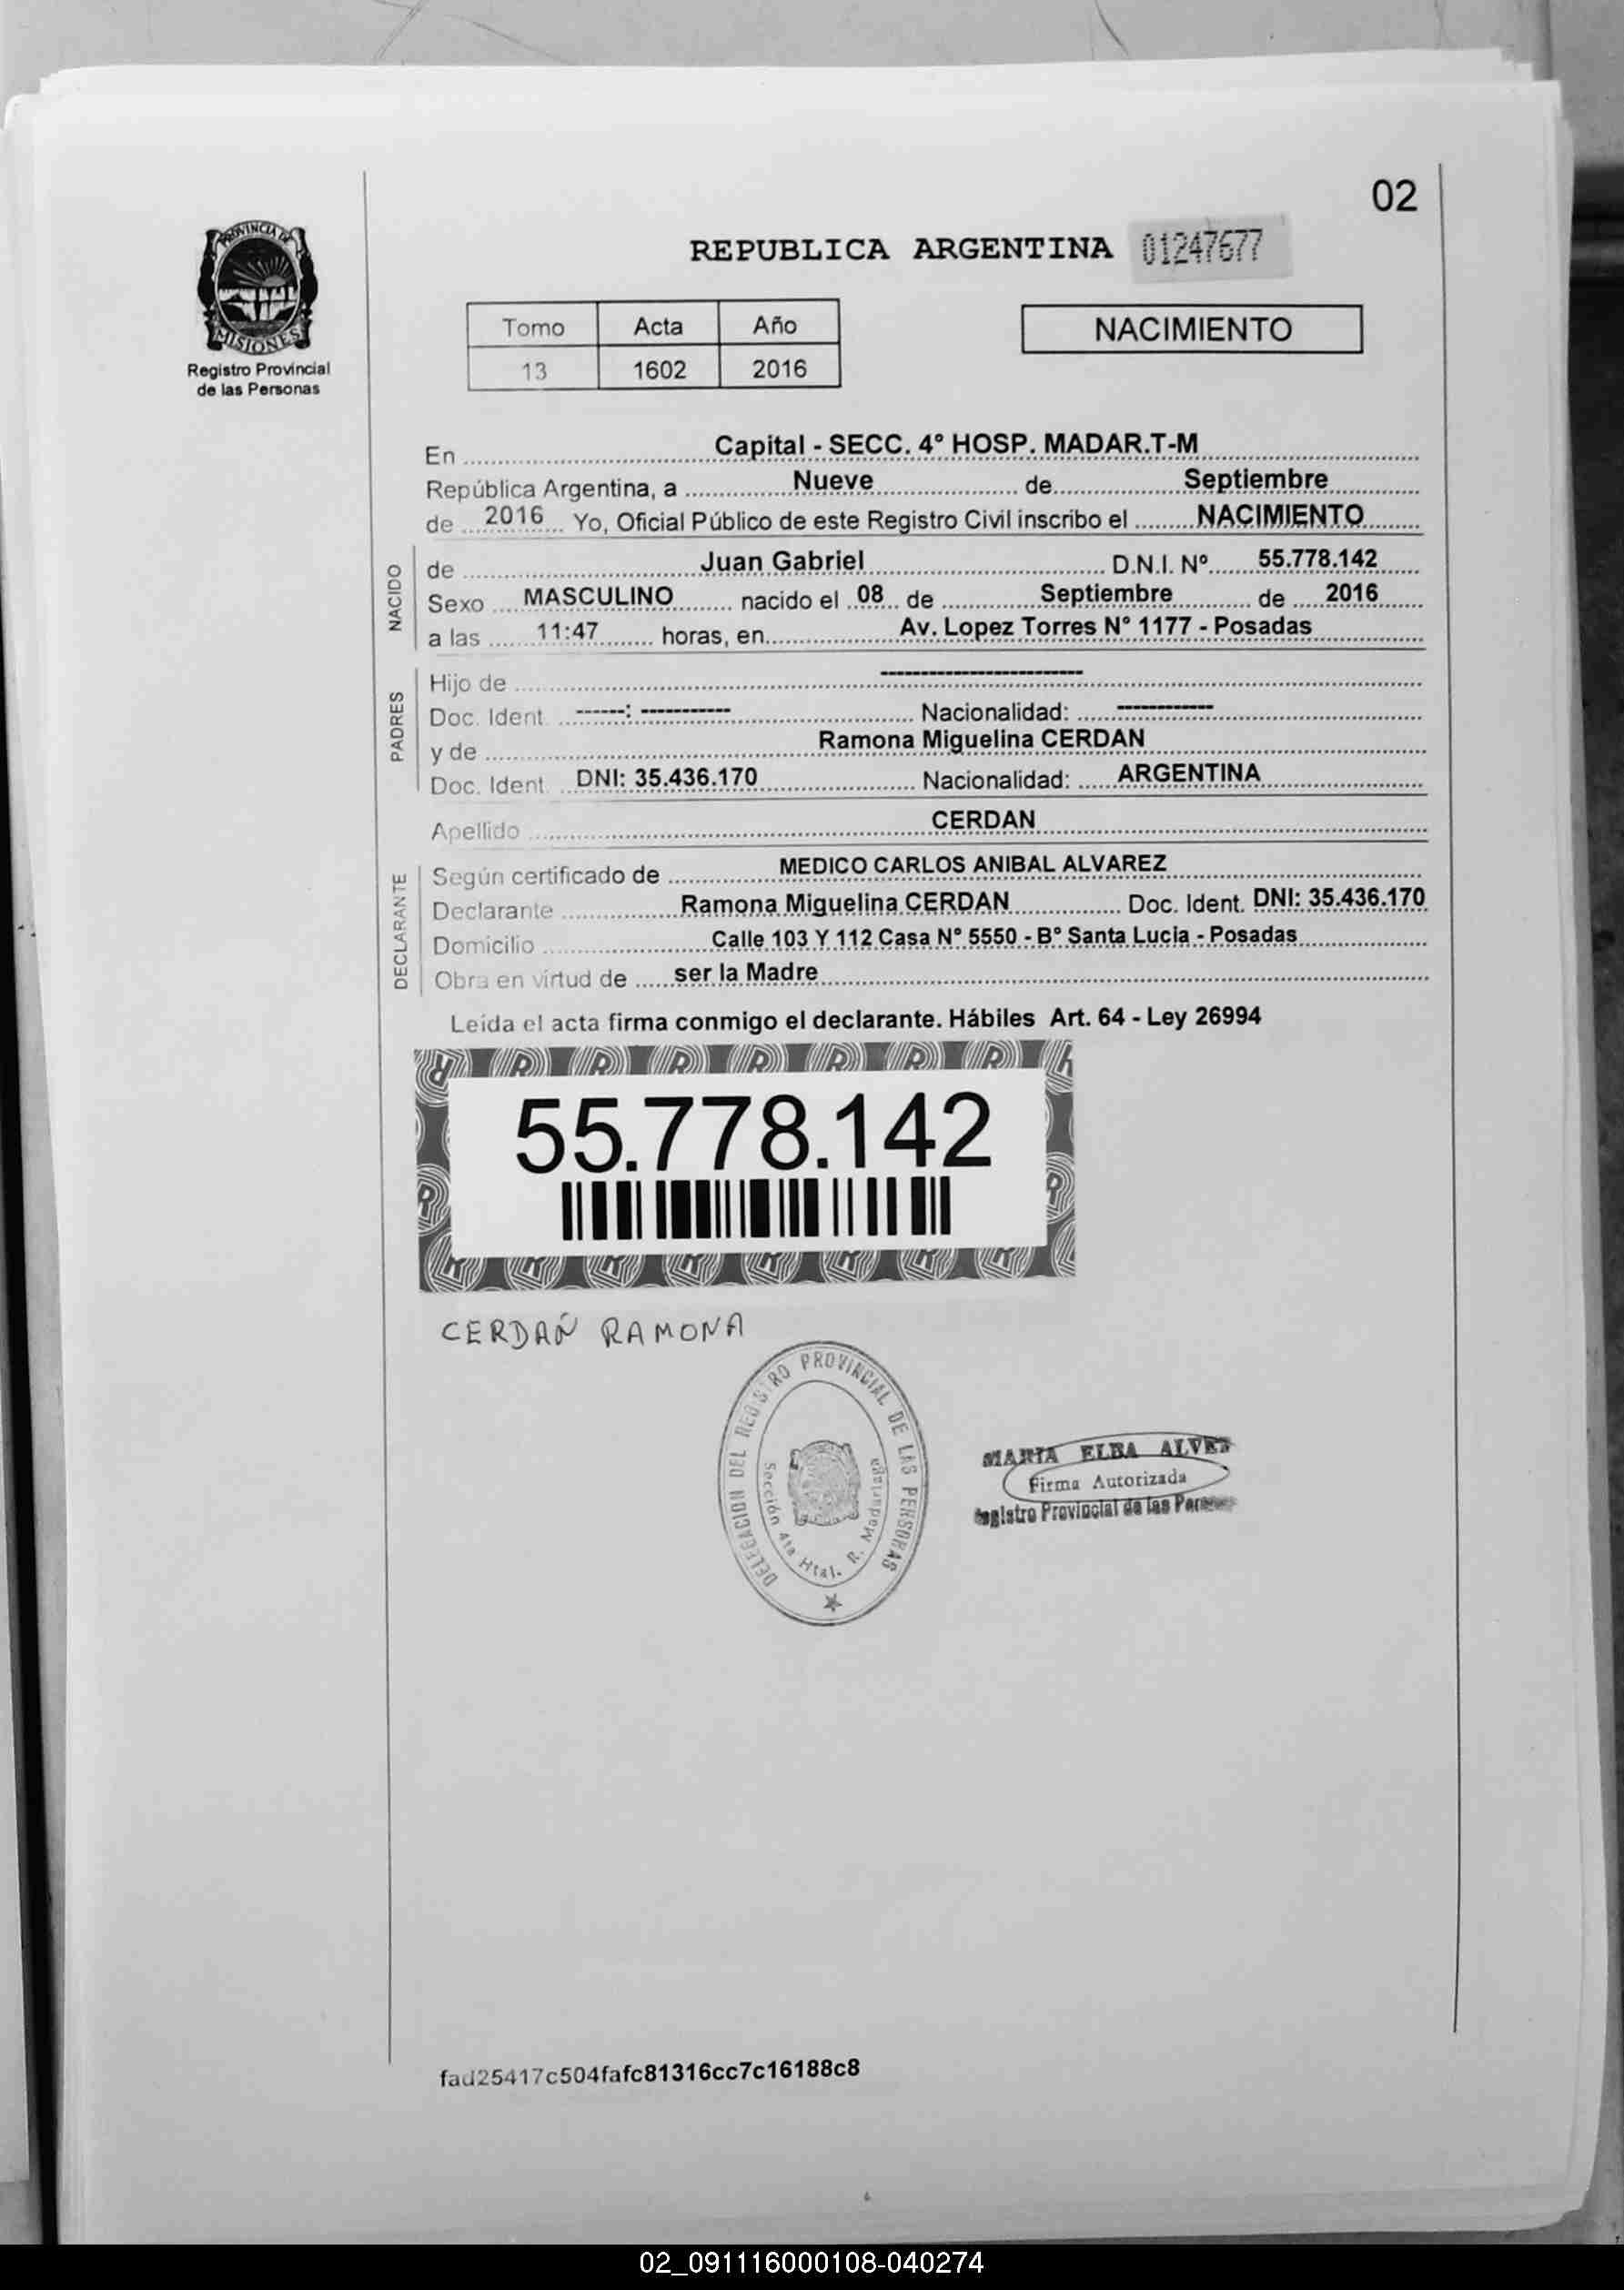 02
PROVINCIA DE
MISIONES
Registro Provincial
de las Personas
REPUBLICA ARGENTINA 01247677
Tomo Acta Año
13 1602 2016
NACIMIENTO
En Capital - SECC. 4° HOSP. MADAR.T-M
República Argentina, a Nueve de Septiembre
de 2016 Yo, Oficial Público de este Registro Civil inscribo el NACIMIENTO
NACIDO
de Juan Gabriel D.N.I. Nº 55.778.142
Sexo MASCULINO nacido el 08 de Septiembre de 2016
a las 11:47 horas, en Av. Lopez Torres N° 1177 - Posadas
PADRES
Hijo de --------------------
Doc. Ident. ------: ----------- Nacionalidad: ------------
y de Ramona Miguelina CERDAN
Doc. Ident. DNI: 35.436.170 Nacionalidad: ARGENTINA
Apellido CERDAN
DECLARANTE
Según certificado de MEDICO CARLOS ANIBAL ALVAREZ
Declarante Ramona Miguelina CERDAN Doc. Ident. DNI: 35.436.170
Domicilio Calle 103 Y 112 Casa N° 5550 - B° Santa Lucia - Posadas
Obra en virtud de ser la Madre
Leída el acta firma conmigo el declarante. Hábiles Art. 64 - Ley 26994
55.778.142
CERDAÑ RAMONA
DELEGACION DEL REGISTRO PROVINCIAL DE LAS PERSONAS
Sección 4ta Htal. R. Madariaga
MARIA ELBA ALVES
Firma Autorizada
Registro Provincial de las Personas
fad25417c504fafc81316cc7c16188c8
02_091116000108-040274